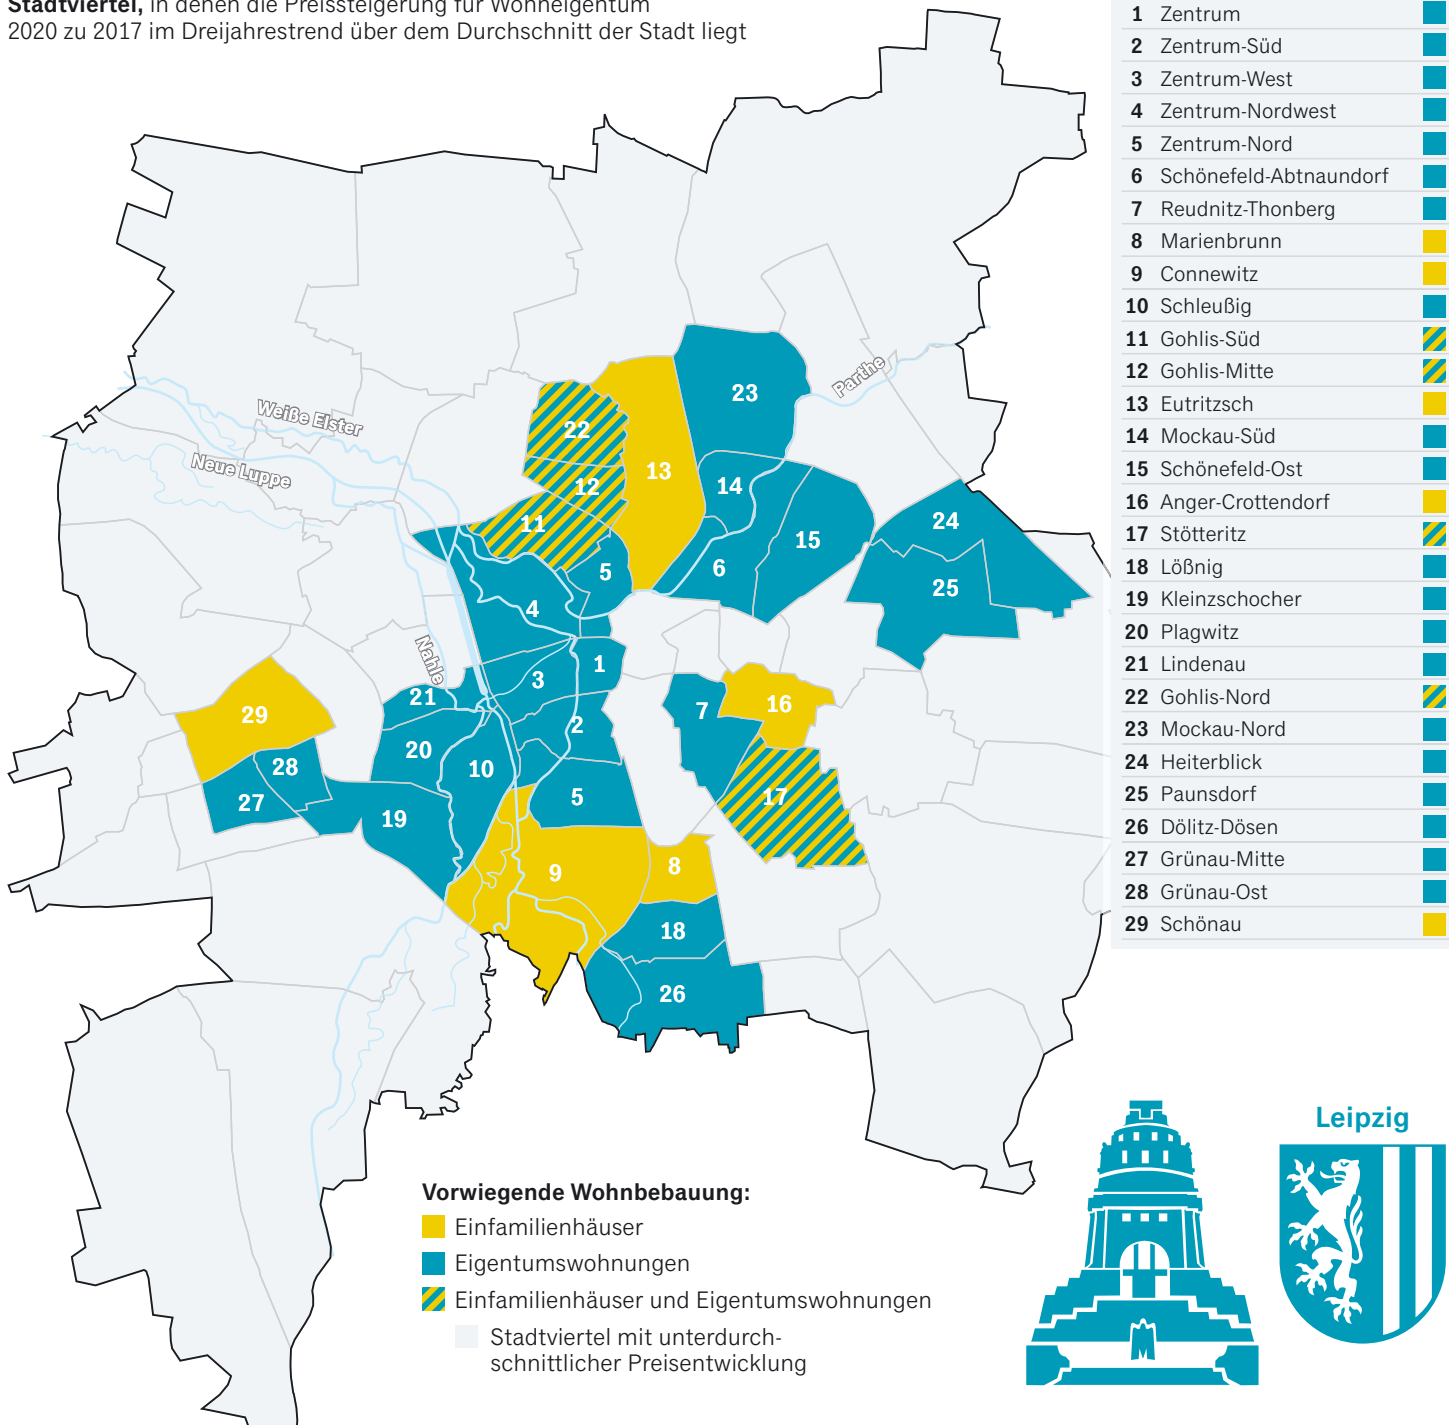 Stadtviertel, in denen die Preissteigerung für Wohneigentum
2020 zu 2017 im Dreijahrestrend über dem Durchschnitt der Stadt liegt
1 Zentrum
2 Zentrum-Süd
3 Zentrum-West
4 Zentrum-Nordwest
5 Zentrum-Nord
6 Schönefeld-Abtnaundorf
7 Reudnitz-Thonberg
8 Marienbrunn
9 Connewitz
10 Schleußig
11 Gohlis-Süd
12 Gohlis-Mitte
13 Eutritzsch
14 Mockau-Süd
15 Schönefeld-Ost
16 Anger-Crottendorf
17 Stötteritz
18 Lößnig
19 Kleinzschocher
20 Plagwitz
21 Lindenau
22 Gohlis-Nord
23 Mockau-Nord
24 Heiterblick
25 Paunsdorf
26 Dölitz-Dösen
27 Grünau-Mitte
28 Grünau-Ost
29 Schönau
Parthe
23
Weiße Elster
22
Neue Luppe
13
12
14
11
24
15
5
6
25
4
Nahle
1
3
21
7
16
29
2
20
28
10
5
17
27
19
9
8
18
26
Vorwiegende Wohnbebauung:
Einfamilienhäuser
Eigentumswohnungen
Einfamilienhäuser und Eigentumswohnungen
Stadtviertel mit unterdurch-
schnittlicher Preisentwicklung
Leipzig